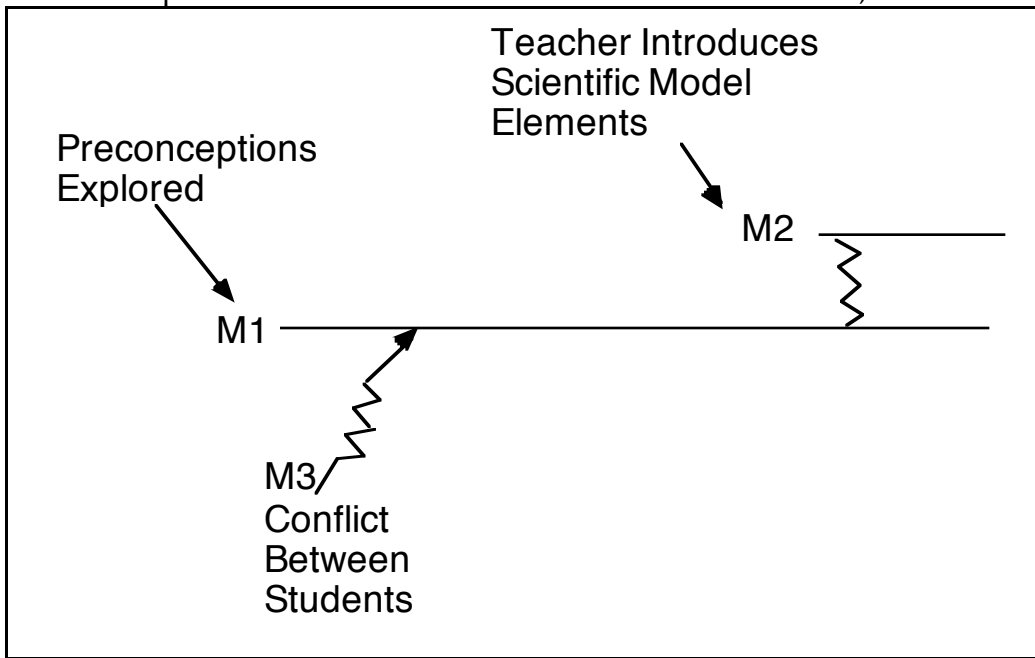 Teacher Introduces
Scientific Model
Elements
Preconceptions
Explored
M2
M1
M3
Conflict
Between
Students